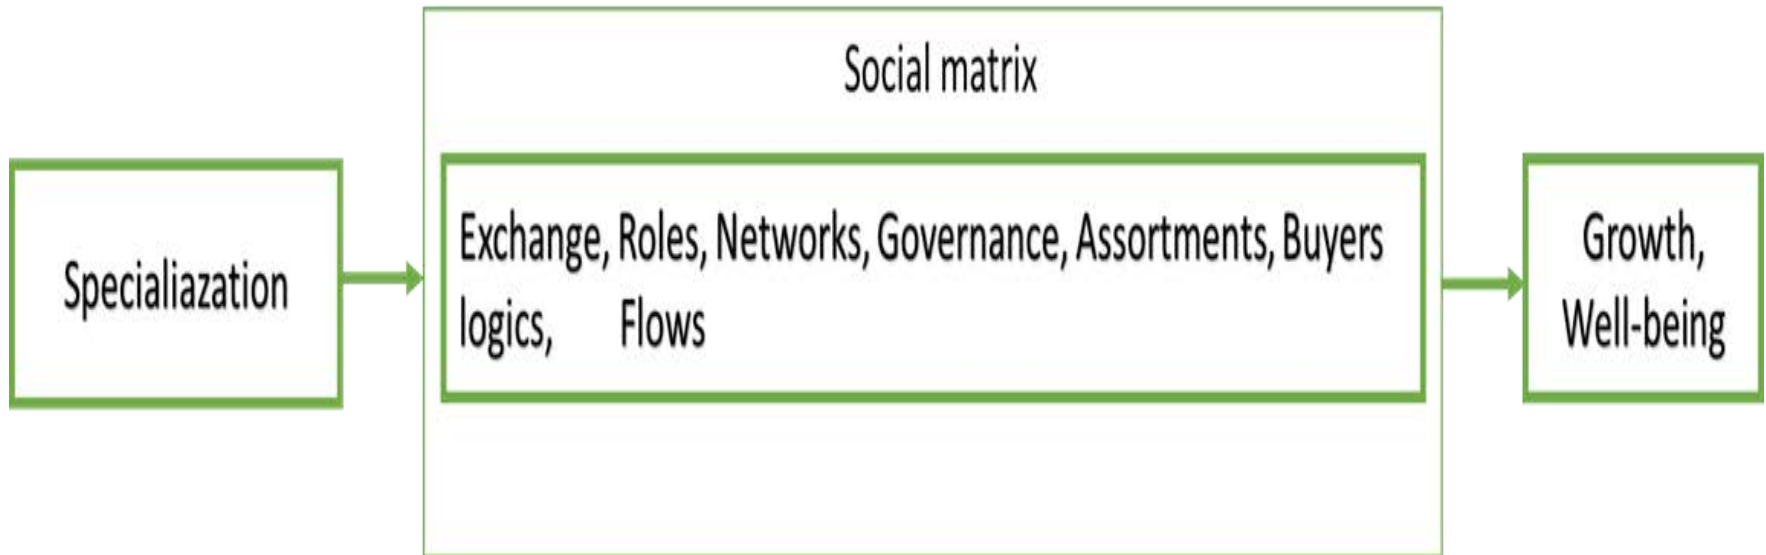 Social matrix
Specialiazation
Exchange, Roles, Networks, Governance, Assortments, Buyers
logics, Flows
Growth,
Well-being